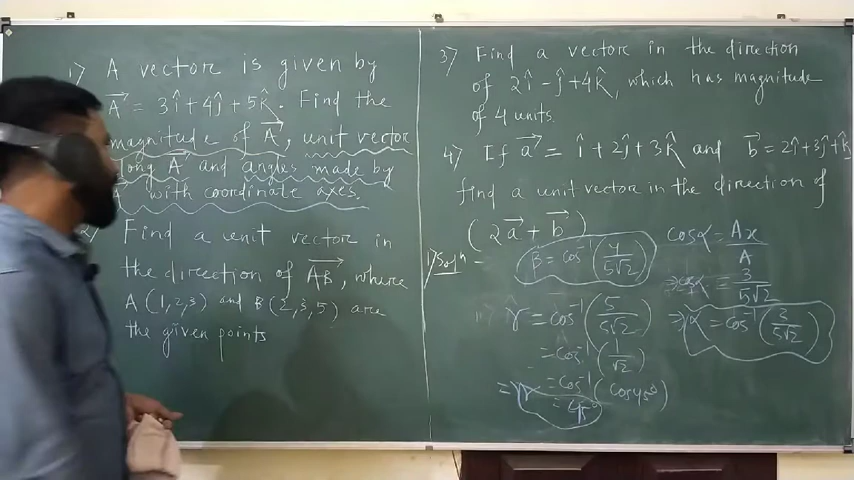 1) A vector is given by
A⃗ = 3î + 4ĵ + 5k̂. Find the
magnitude of A⃗, unit vector
long A⃗ and angles made by
A⃗ with coordinate axes.
2) Find a unit vector in
the direction of AB⃗, where
A (1,2,3) and B(2,3,5) are
the given points
3) Find a vector in the direction
of 2î - ĵ + 4k̂, which has magnitude
of 4 units.
4) If a⃗ = î + 2ĵ + 3k̂ and b⃗ = 2î + 3ĵ + k̂
find a unit vector in the direction of
(2a⃗ + b⃗)
1) Solⁿ
=
β = cos⁻¹ (4/5√2)
γ = cos⁻¹ (5/5√2)
= cos⁻¹ (1/√2)
= cos⁻¹ (cos45°)
⇒ γ = 45°
cosα = Ax/A
⇒ cosα = 3/5√2
⇒ α = cos⁻¹ (3/5√2)